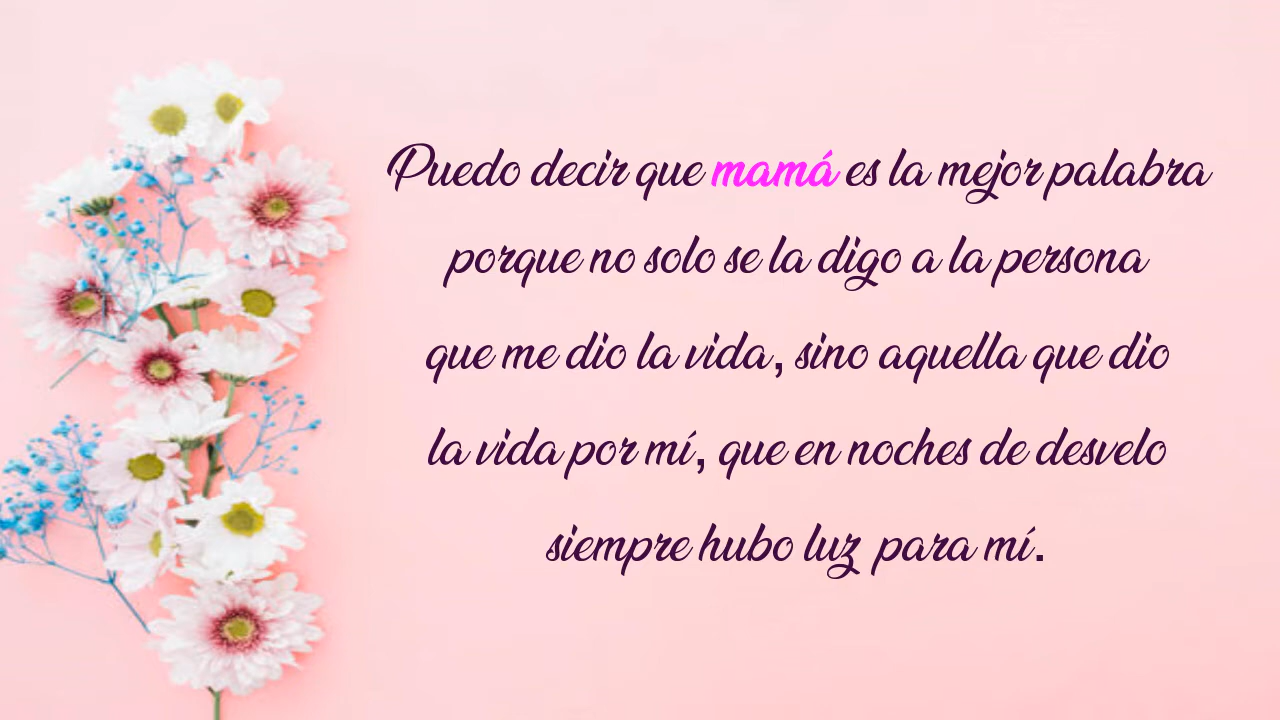 Puedo decir que mamá es la mejor palabra
porque no solo se la digo a la persona
que me dio la vida, sino aquella que dio
la vida por mí, que en noches de desvelo
siempre hubo luz para mí.